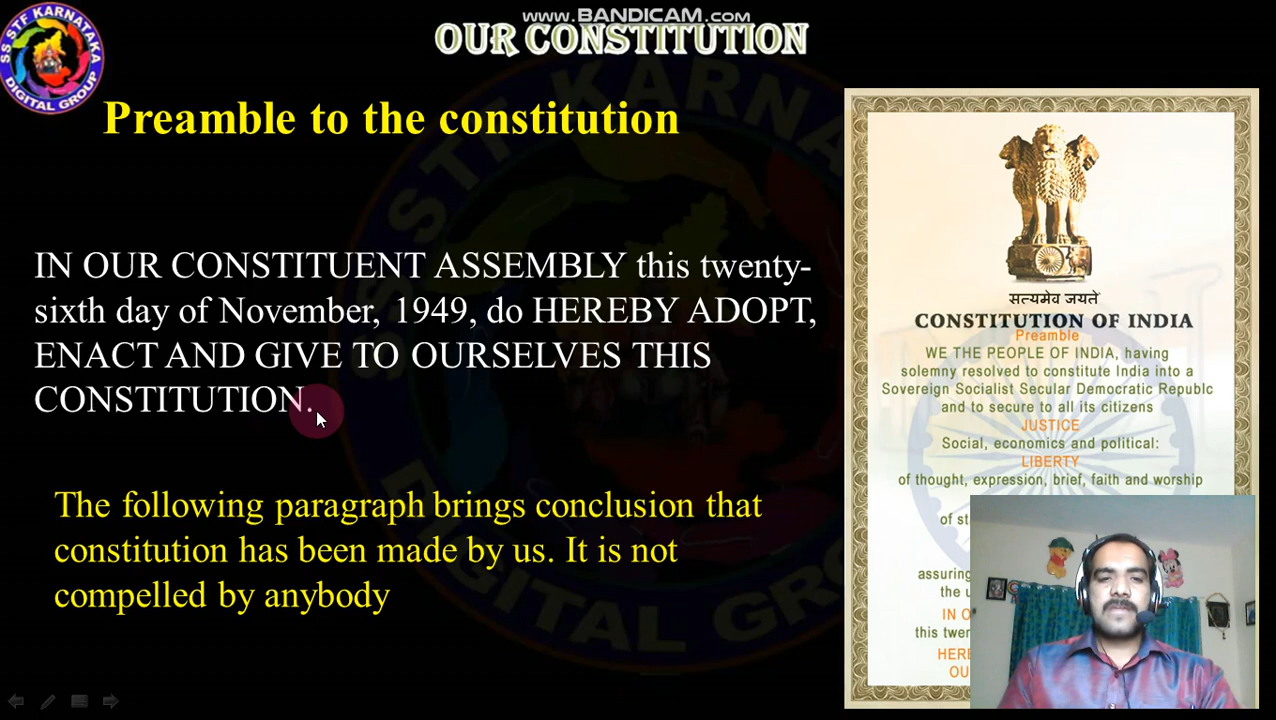 www.BANDICAM.com
OUR CONSTITUTION
SS STF KARNATAKA
DIGITAL GROUP
Preamble to the constitution
IN OUR CONSTITUENT ASSEMBLY this twenty-
sixth day of November, 1949, do HEREBY ADOPT,
ENACT AND GIVE TO OURSELVES THIS
CONSTITUTION.
The following paragraph brings conclusion that
constitution has been made by us. It is not
compelled by anybody
सत्यमेव जयते
CONSTITUTION OF INDIA
Preamble
WE THE PEOPLE OF INDIA, having
solemny resolved to constitute India into a
Sovereign Socialist Secular Democratic Republc
and to secure to all its citizens
JUSTICE
Social, economics and political:
LIBERTY
of thought, expression, brief, faith and worship
of
assuring
the
IN
this
OU